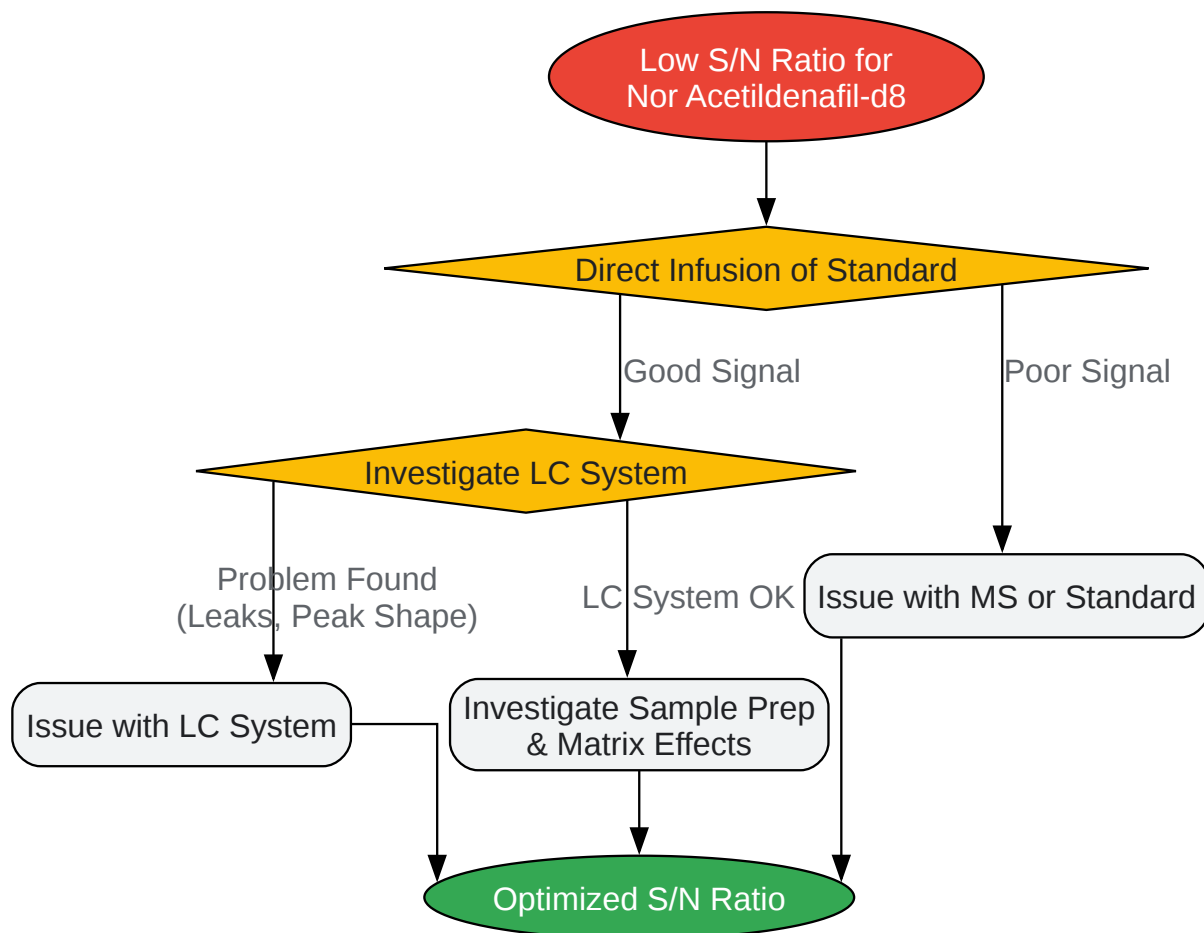 Low S/N Ratio for
Nor Acetildenafil-d8
Direct Infusion of Standard
Good Signal
Poor Signal
Investigate LC System
Problem Found
(Leaks, Peak Shape)
LC System OK
Issue with MS or Standard
Issue with LC System
Investigate Sample Prep
& Matrix Effects
Optimized S/N Ratio